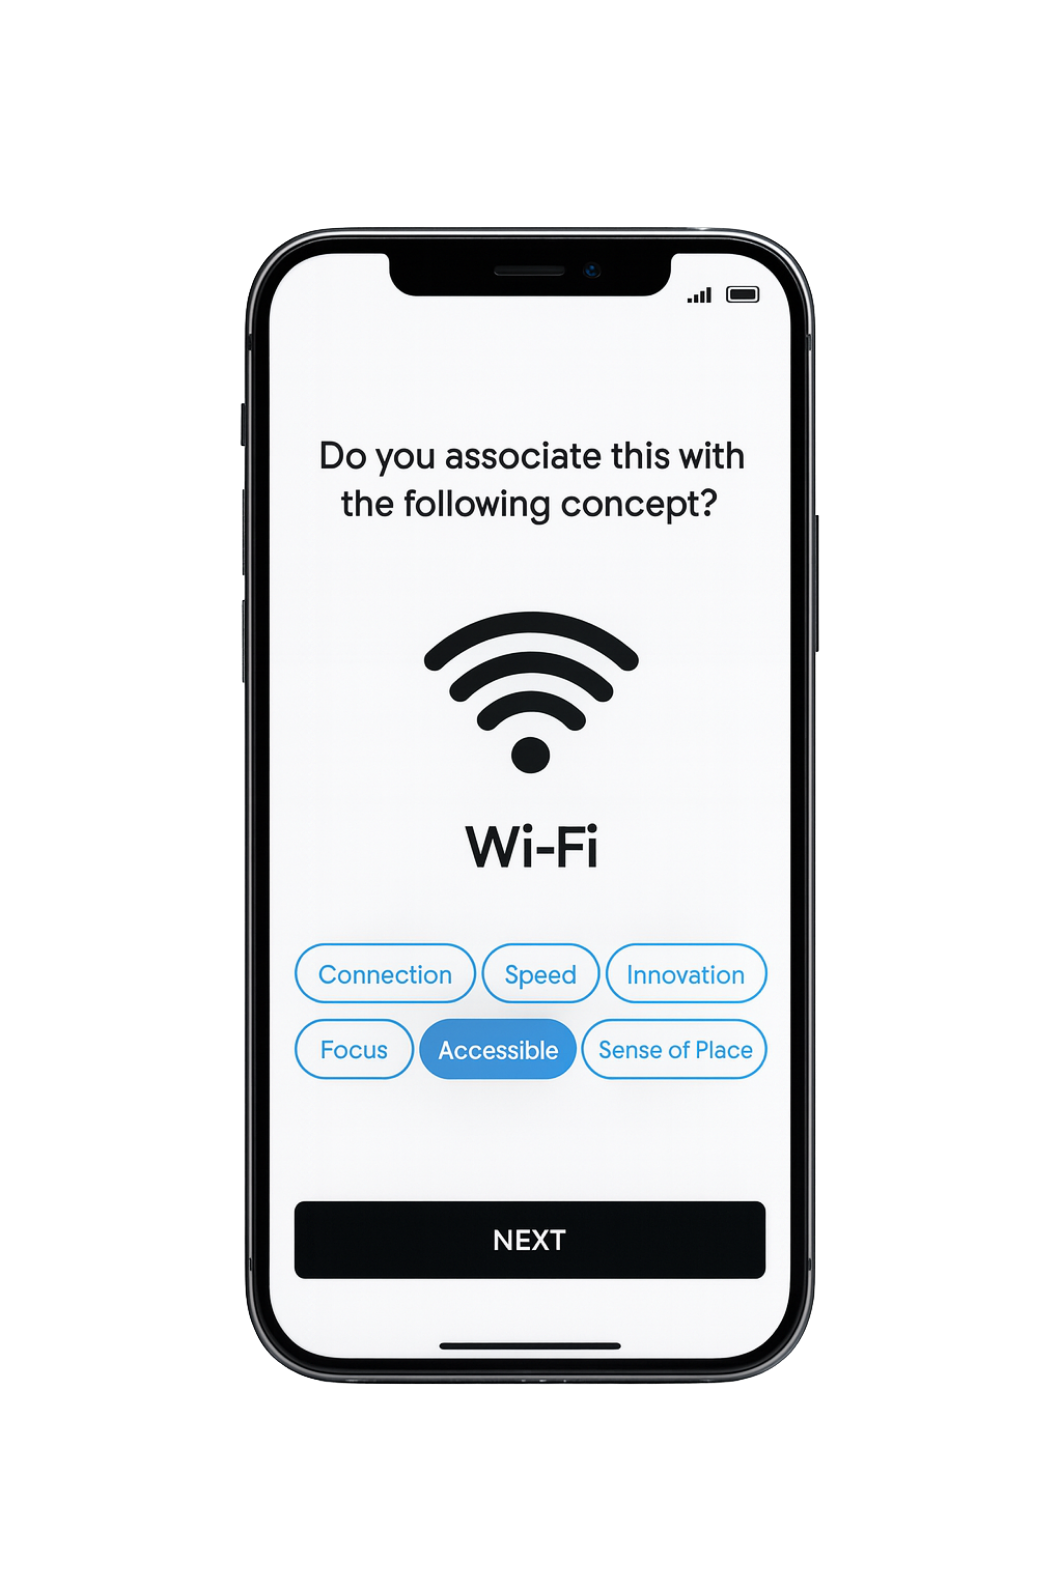 Do you associate this with
the following concept?
Wi-Fi
Connection Speed Innovation
Focus Accessible Sense of Place
NEXT